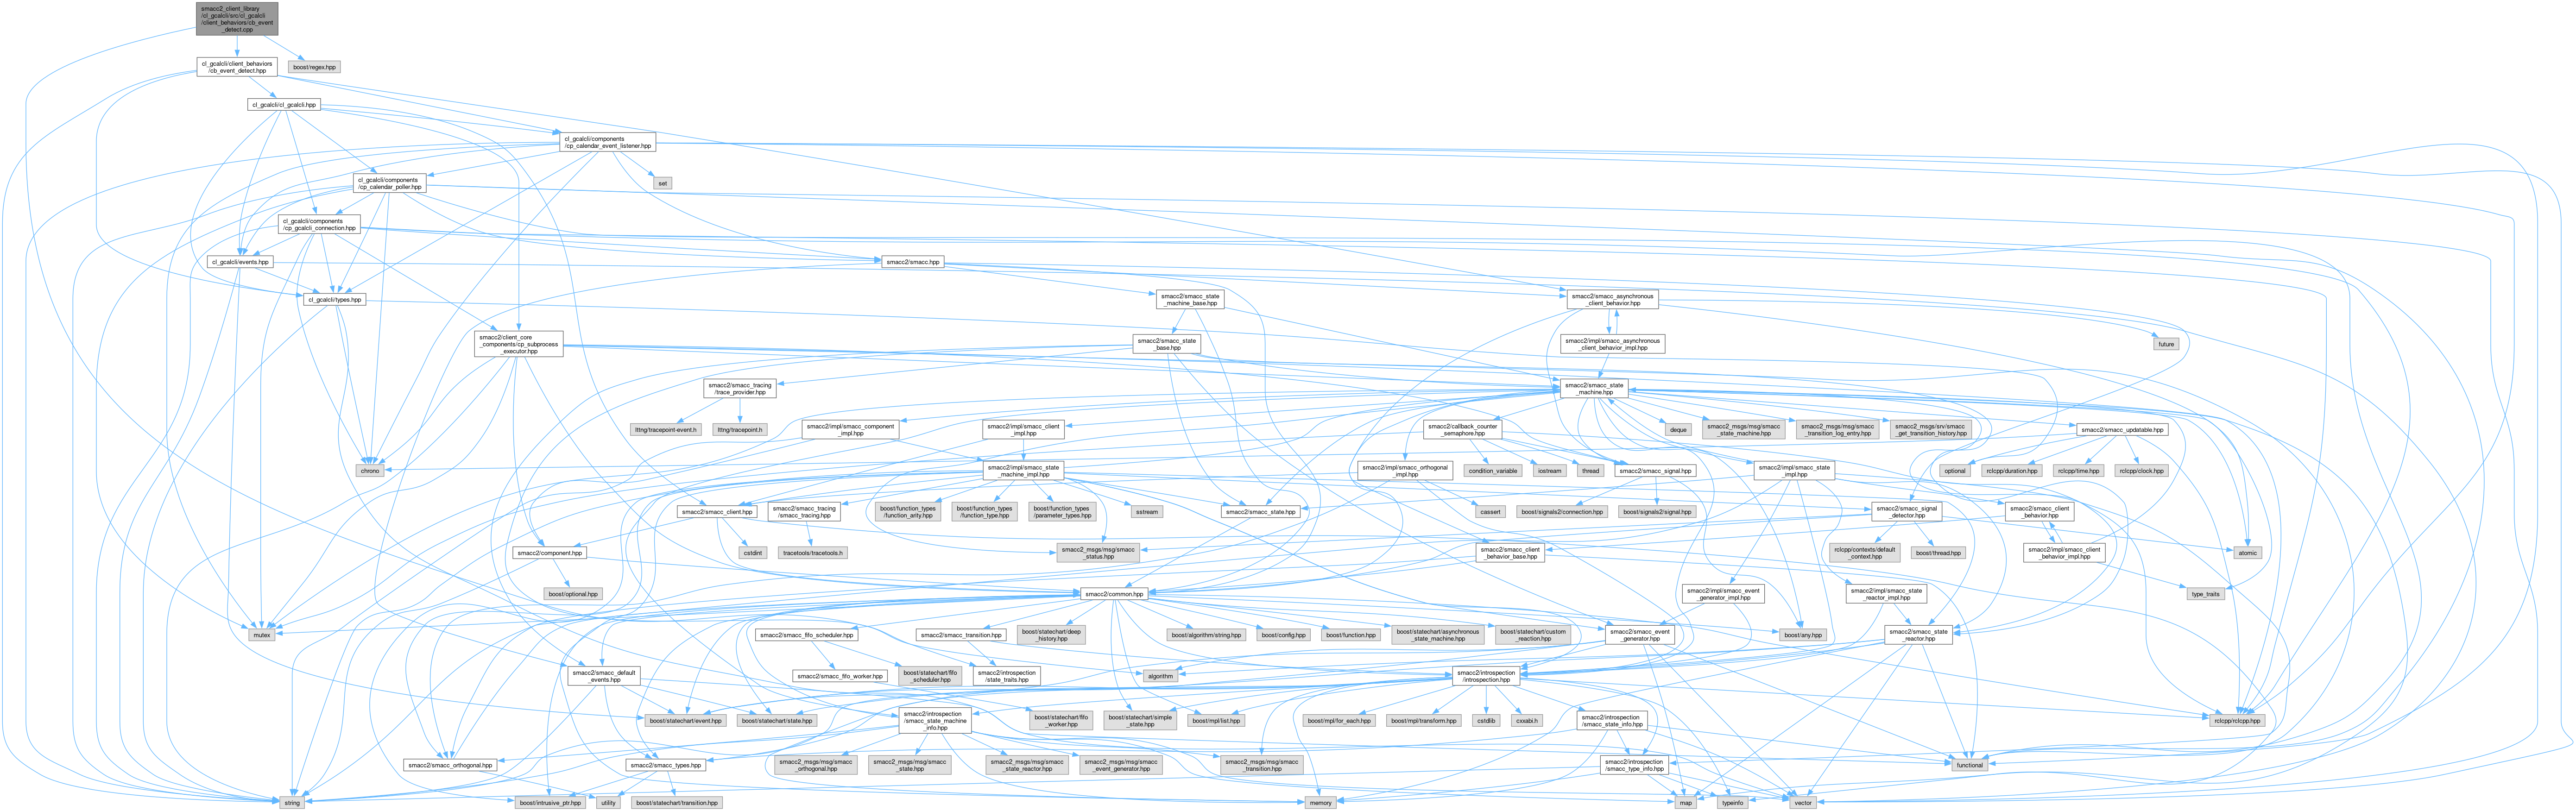 smacc2_client_library
/cl_gcalcli/src/cl_gcalcli
/client_behaviors/cb_event
_detect.cpp
cl_gcalcli/client_behaviors
/cb_event_detect.hpp
boost/regex.hpp
cl_gcalcli/cl_gcalcli.hpp
cl_gcalcli/components
/cp_calendar_event_listener.hpp
set
cl_gcalcli/components
/cp_calendar_poller.hpp
cl_gcalcli/components
/cp_gcalcli_connection.hpp
cl_gcalcli/events.hpp
smacc2/smacc.hpp
cl_gcalcli/types.hpp
smacc2/smacc_state
_machine_base.hpp
smacc2/smacc_asynchronous
_client_behavior.hpp
smacc2/client_core
_components/cp_subprocess
_executor.hpp
smacc2/smacc_state
_base.hpp
smacc2/impl/smacc_asynchronous
_client_behavior_impl.hpp
future
smacc2/smacc_tracing
/trace_provider.hpp
smacc2/smacc_state
_machine.hpp
lttng/tracepoint-event.h
lttng/tracepoint.h
smacc2/impl/smacc_component
_impl.hpp
smacc2/impl/smacc_client
_impl.hpp
smacc2/callback_counter
_semaphore.hpp
deque
smacc2_msgs/msg/smacc
_state_machine.hpp
smacc2_msgs/msg/smacc
_transition_log_entry.hpp
smacc2_msgs/srv/smacc
_get_transition_history.hpp
smacc2/smacc_updatable.hpp
chrono
smacc2/impl/smacc_state
_machine_impl.hpp
smacc2/impl/smacc_orthogonal
_impl.hpp
condition_variable
iostream
thread
smacc2/smacc_signal.hpp
smacc2/impl/smacc_state
_impl.hpp
optional
rclcpp/duration.hpp
rclcpp/time.hpp
rclcpp/clock.hpp
smacc2/smacc_client.hpp
smacc2/smacc_tracing
/smacc_tracing.hpp
boost/function_types
/function_arity.hpp
boost/function_types
/function_type.hpp
boost/function_types
/parameter_types.hpp
sstream
smacc2/smacc_state.hpp
cassert
boost/signals2/connection.hpp
boost/signals2/signal.hpp
smacc2/smacc_signal
_detector.hpp
smacc2/smacc_client
_behavior.hpp
smacc2/component.hpp
cstdint
tracetools/tracetools.h
smacc2_msgs/msg/smacc
_status.hpp
smacc2/smacc_client
_behavior_base.hpp
rclcpp/contexts/default
_context.hpp
boost/thread.hpp
smacc2/impl/smacc_client
_behavior_impl.hpp
atomic
boost/optional.hpp
smacc2/common.hpp
smacc2/impl/smacc_event
_generator_impl.hpp
smacc2/impl/smacc_state
_reactor_impl.hpp
type_traits
mutex
smacc2/smacc_fifo_scheduler.hpp
smacc2/smacc_transition.hpp
boost/statechart/deep
_history.hpp
boost/algorithm/string.hpp
boost/config.hpp
boost/function.hpp
boost/statechart/asynchronous
_state_machine.hpp
boost/statechart/custom
_reaction.hpp
smacc2/smacc_event
_generator.hpp
boost/any.hpp
smacc2/smacc_state
_reactor.hpp
smacc2/smacc_default
_events.hpp
smacc2/smacc_fifo_worker.hpp
boost/statechart/fifo
_scheduler.hpp
smacc2/introspection
/state_traits.hpp
algorithm
smacc2/introspection
/introspection.hpp
boost/statechart/event.hpp
boost/statechart/state.hpp
smacc2/introspection
/smacc_state_machine
_info.hpp
boost/statechart/fifo
_worker.hpp
boost/statechart/simple
_state.hpp
boost/mpl/list.hpp
boost/mpl/for_each.hpp
boost/mpl/transform.hpp
cstdlib
cxxabi.h
smacc2/introspection
/smacc_state_info.hpp
rclcpp/rclcpp.hpp
smacc2/smacc_orthogonal.hpp
smacc2/smacc_types.hpp
smacc2_msgs/msg/smacc
_orthogonal.hpp
smacc2_msgs/msg/smacc
_state.hpp
smacc2_msgs/msg/smacc
_state_reactor.hpp
smacc2_msgs/msg/smacc
_event_generator.hpp
smacc2_msgs/msg/smacc
_transition.hpp
smacc2/introspection
/smacc_type_info.hpp
functional
string
boost/intrusive_ptr.hpp
utility
boost/statechart/transition.hpp
memory
map
typeinfo
vector